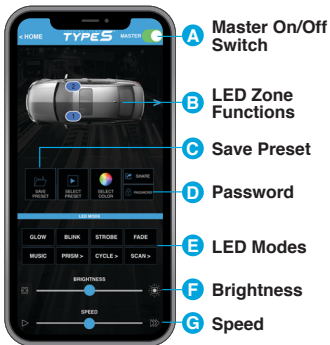 < HOME TYPE S MASTER
A Master On/Off
Switch
2
1
B LED Zone
Functions
C Save Preset
SAVE
PRESET
SELECT
PRESET
SELECT
COLOR
SHARE
PASSWORD
D Password
LED MODE
GLOW BLINK STROBE FADE
MUSIC PRISM > CYCLE > SCAN >
E LED Modes
BRIGHTNESS
F Brightness
SPEED
G Speed